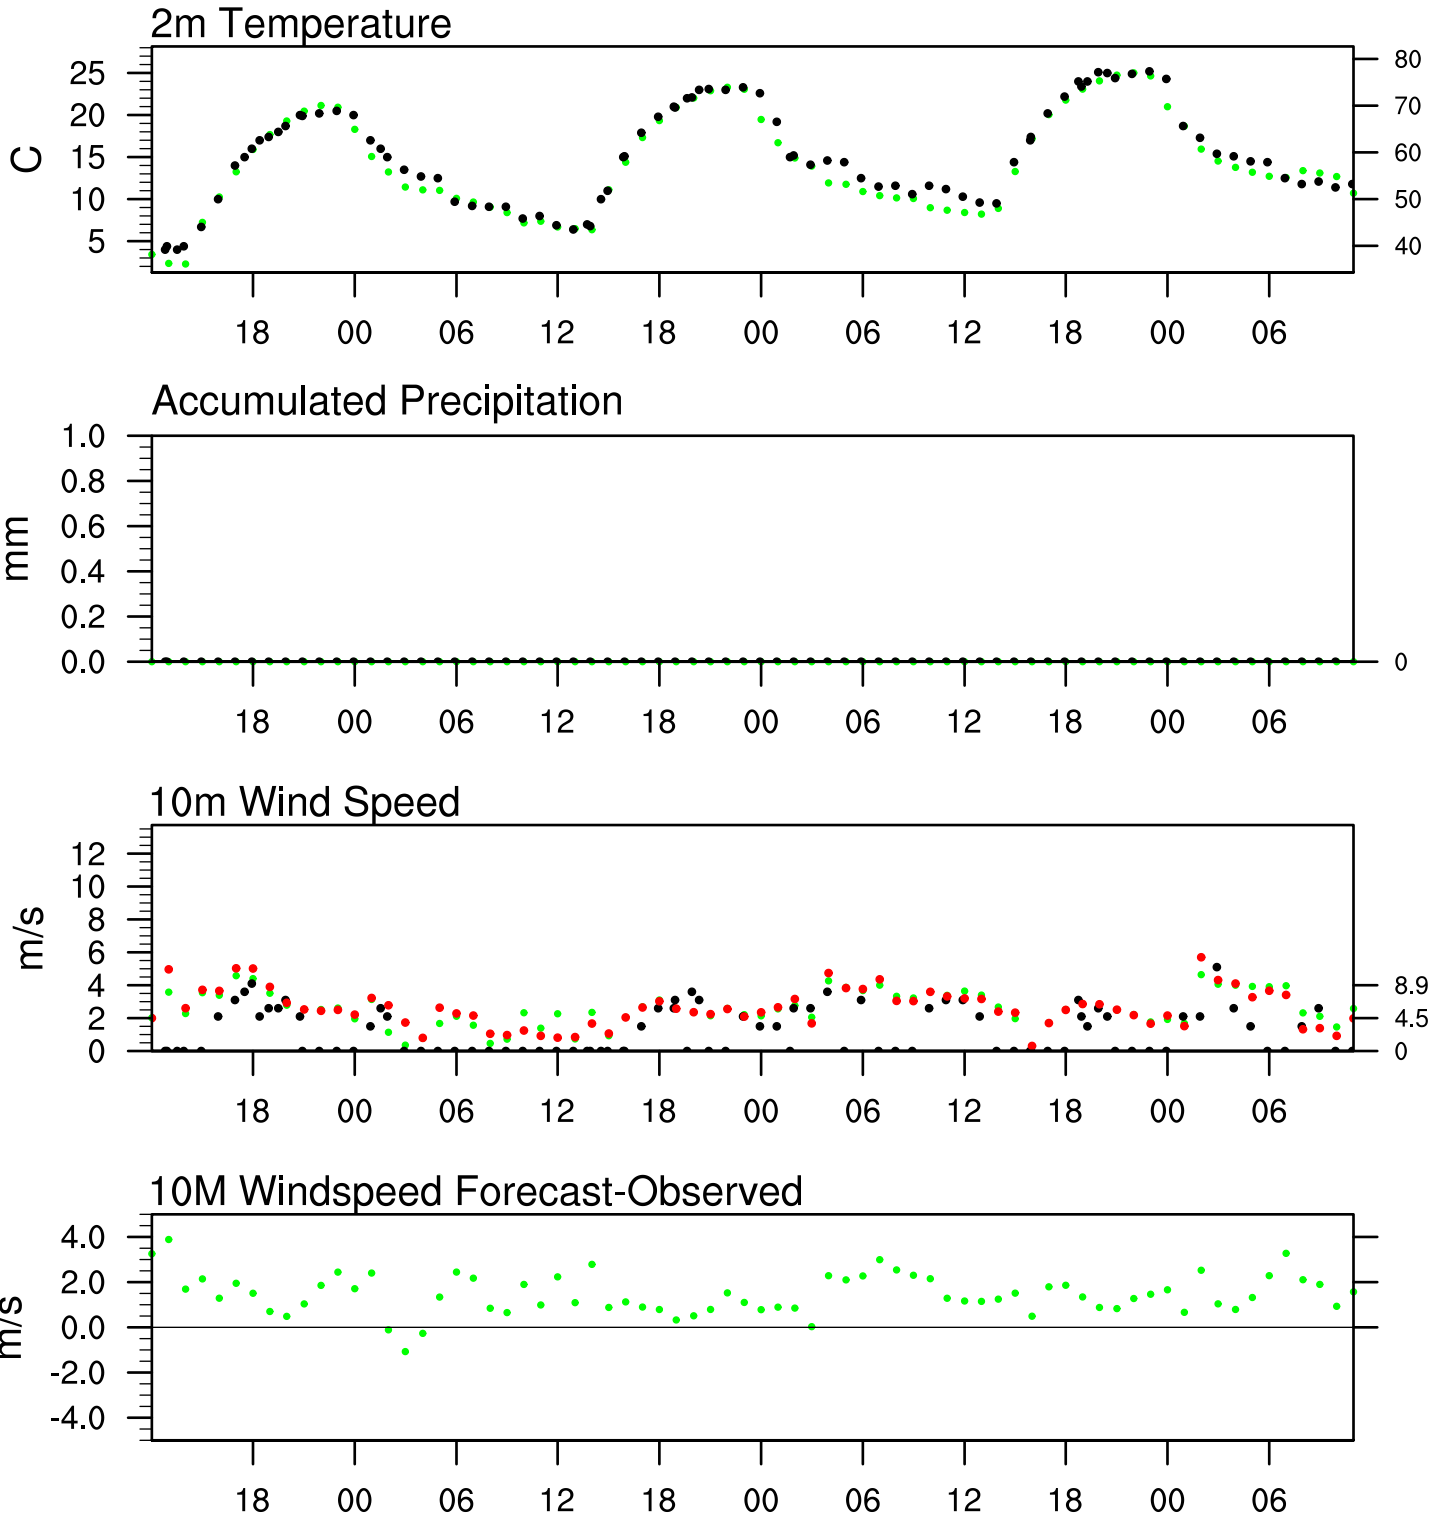 2m Temperature
25 80
20 70
15 60
10 50
5 40
C
18 00 06 12 18 00 06 12 18 00 06
Accumulated Precipitation
1.0
0.8
0.6
0.4
0.2
0.0 0
mm
18 00 06 12 18 00 06 12 18 00 06
10m Wind Speed
12
10
8
6
4 8.9
2 4.5
0 0
m/s
18 00 06 12 18 00 06 12 18 00 06
10M Windspeed Forecast-Observed
4.0
2.0
0.0
-2.0
-4.0
m/s
18 00 06 12 18 00 06 12 18 00 06